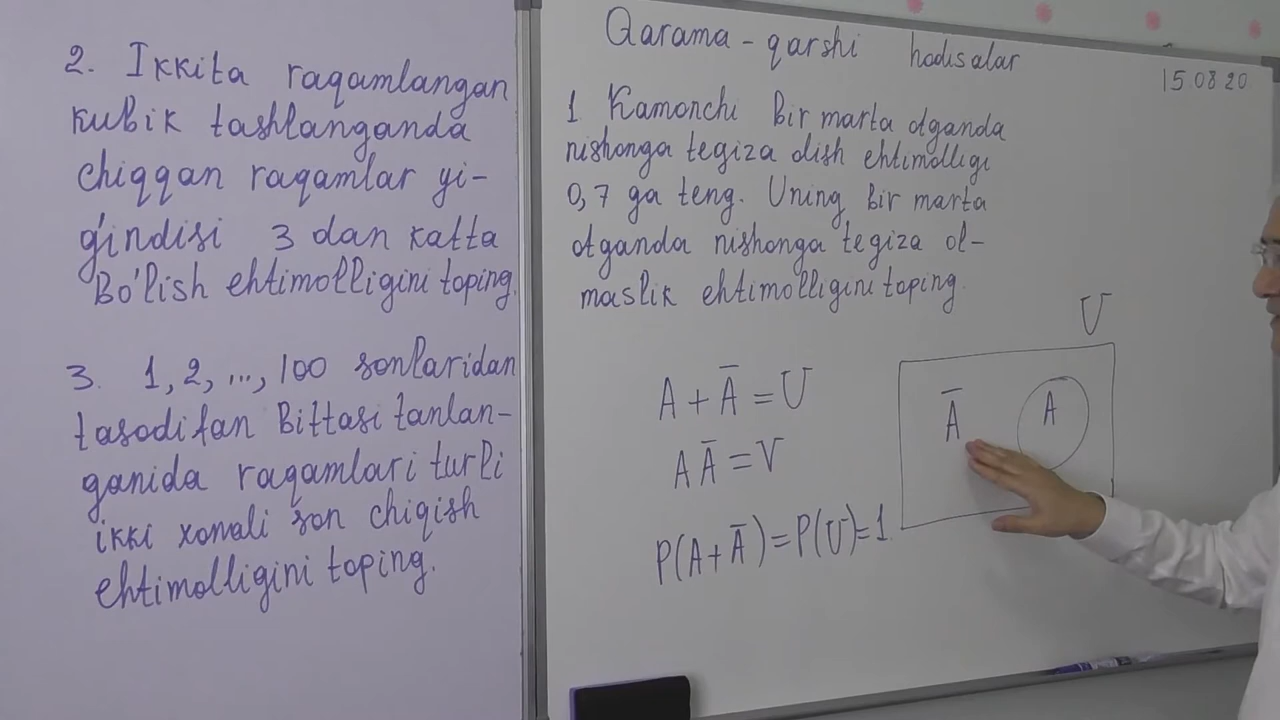 2. Ikkita raqamlangan
kubik tashlanganda
chiqqan raqamlar yi-
g'indisi 3 dan katta
Bo'lish ehtimolligini toping.
3. 1, 2, ..., 100 sonlaridan
tasodifan Bittasi tanlan-
ganida raqamlari turli
ikki xonali son chiqish
ehtimolligini toping.
Qarama-qarshi hodisalar
15.08.20
1 Kamonchi Bir marta otganda
nishonga tegiza olish ehtimolligi
0,7 ga teng. Uning Bir marta
otganda nishonga tegiza ol-
maslik ehtimolligini toping.
A + Ā = U
A Ā = V
P(A+Ā)=P(U)=1
U
Ā
A